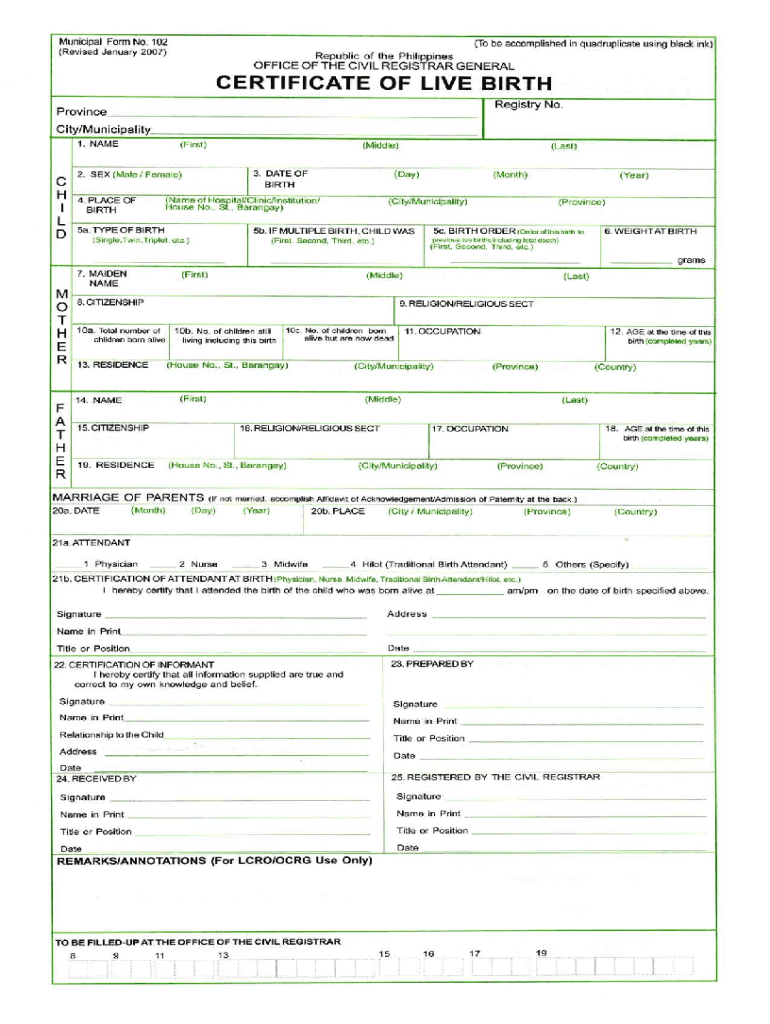 Municipal Form No. 102
(Revised January 2007)
(To be accomplished in quadruplicate using black ink)
Republic of the Philippines
OFFICE OF THE CIVIL REGISTRAR GENERAL
CERTIFICATE OF LIVE BIRTH
Province
Registry No.
City/Municipality
CHILD
1. NAME (First) (Middle) (Last)
2. SEX (Male / Female) 3. DATE OF BIRTH (Day) (Month) (Year)
4. PLACE OF BIRTH (Name of Hospital/Clinic/Institution/ House No., St., Barangay) (City/Municipality) (Province)
5a. TYPE OF BIRTH (Single,Twin,Triplet, etc.) 5b. IF MULTIPLE BIRTH, CHILD WAS (First, Second, Third, etc.) 5c. BIRTH ORDER (Order of this birth to previous live births including fetal death) (First, Second, Third, etc.) 6. WEIGHT AT BIRTH
grams
MOTHER
7. MAIDEN NAME (First) (Middle) (Last)
8. CITIZENSHIP 9. RELIGION/RELIGIOUS SECT
10a. Total number of children born alive 10b. No. of children still living including this birth 10c. No. of children born alive but are now dead 11. OCCUPATION 12. AGE at the time of this birth (completed years)
13. RESIDENCE (House No., St., Barangay) (City/Municipality) (Province) (Country)
FATHER
14. NAME (First) (Middle) (Last)
15. CITIZENSHIP 16. RELIGION/RELIGIOUS SECT 17. OCCUPATION 18. AGE at the time of this birth (completed years)
19. RESIDENCE (House No., St., Barangay) (City/Municipality) (Province) (Country)
MARRIAGE OF PARENTS (If not married, accomplish Affidavit of Acknowledgement/Admission of Paternity at the back.)
20a. DATE (Month) (Day) (Year) 20b. PLACE (City / Municipality) (Province) (Country)
21a. ATTENDANT
1 Physician 2 Nurse 3 Midwife 4 Hilot (Traditional Birth Attendant) 5 Others (Specify)
21b. CERTIFICATION OF ATTENDANT AT BIRTH (Physician, Nurse, Midwife, Traditional Birth Attendant/Hilot, etc.)
I hereby certify that I attended the birth of the child who was born alive at am/pm on the date of birth specified above.
Signature Address
Name in Print
Title or Position Date
22. CERTIFICATION OF INFORMANT
I hereby certify that all information supplied are true and
correct to my own knowledge and belief.
Signature
Name in Print
Relationship to the Child
Address
Date
23. PREPARED BY
Signature
Name in Print
Title or Position
Date
24. RECEIVED BY
Signature
Name in Print
Title or Position
Date
25. REGISTERED BY THE CIVIL REGISTRAR
Signature
Name in Print
Title or Position
Date
REMARKS/ANNOTATIONS (For LCRO/OCRG Use Only)
TO BE FILLED-UP AT THE OFFICE OF THE CIVIL REGISTRAR
8 9 11 13 15 16 17 19